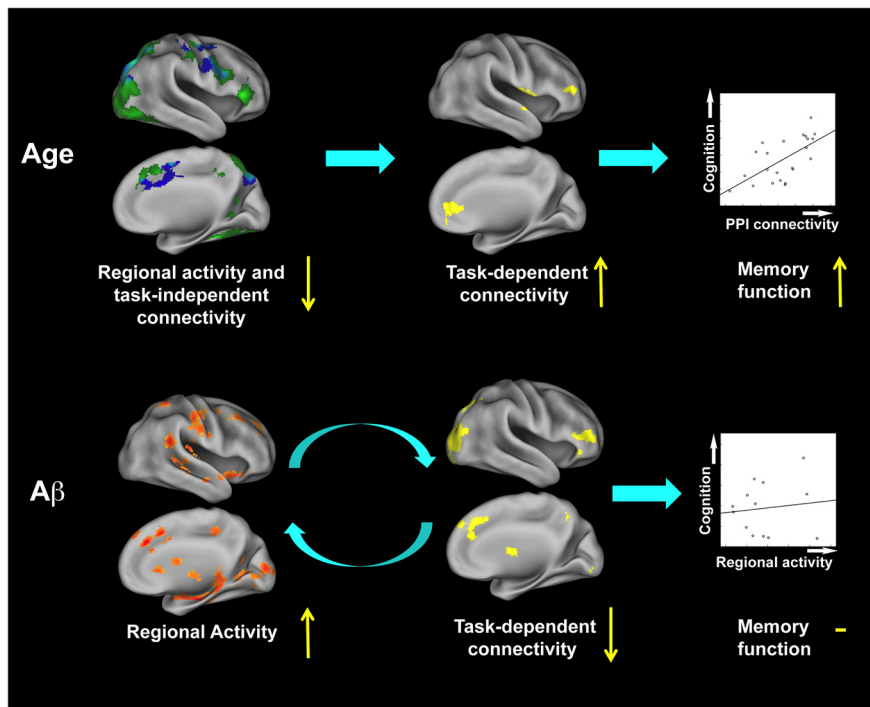 Age
Regional activity and
task-independent
connectivity
Task-dependent
connectivity
Cognition
PPI connectivity
Memory
function
Aβ
Regional Activity
Task-dependent
connectivity
Cognition
Regional activity
Memory
function